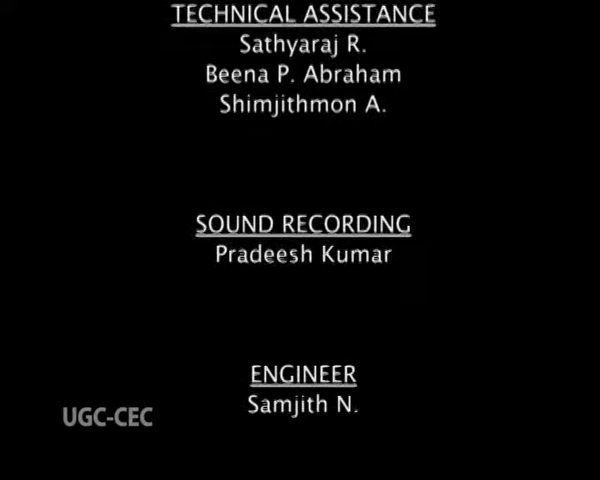 TECHNICAL ASSISTANCE
Sathyaraj R.
Beena P. Abraham
Shimjithmon A.
SOUND RECORDING
Pradeesh Kumar
ENGINEER
Samjith N.
UGC-CEC